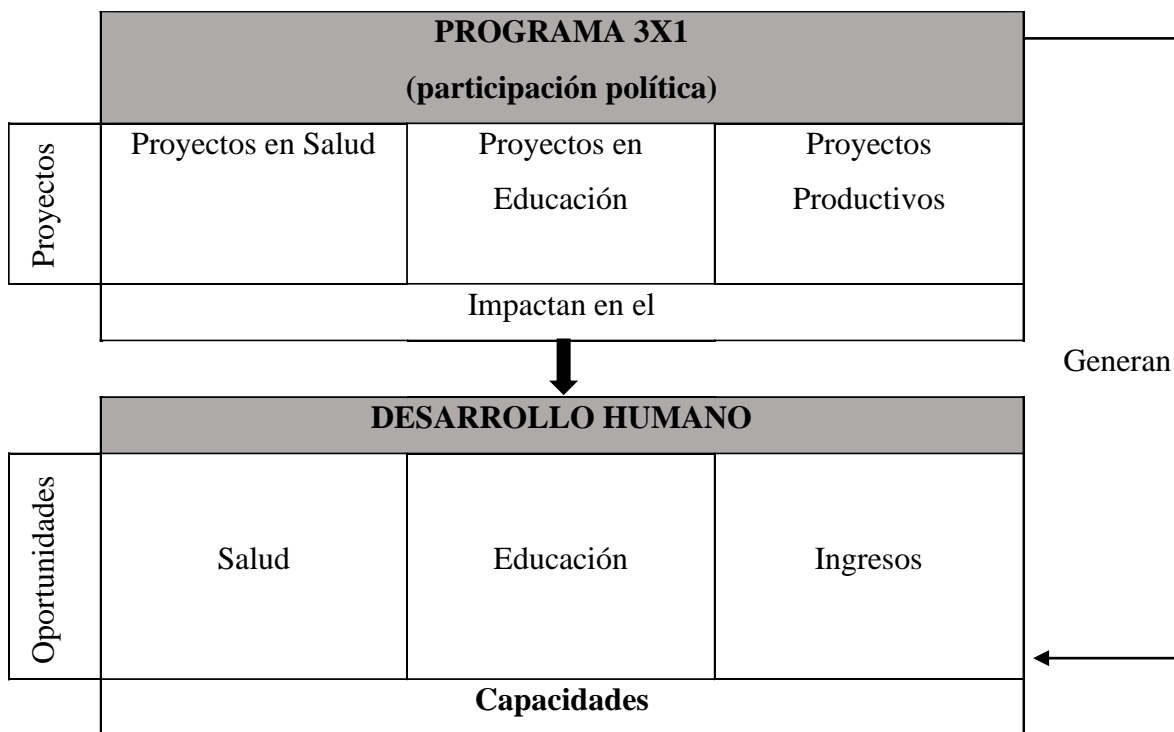 PROGRAMA 3X1
(participación política)
Proyectos
Proyectos en Salud
Proyectos en
Educación
Proyectos
Productivos
Impactan en el
Generan
DESARROLLO HUMANO
Oportunidades
Salud
Educación
Ingresos
Capacidades